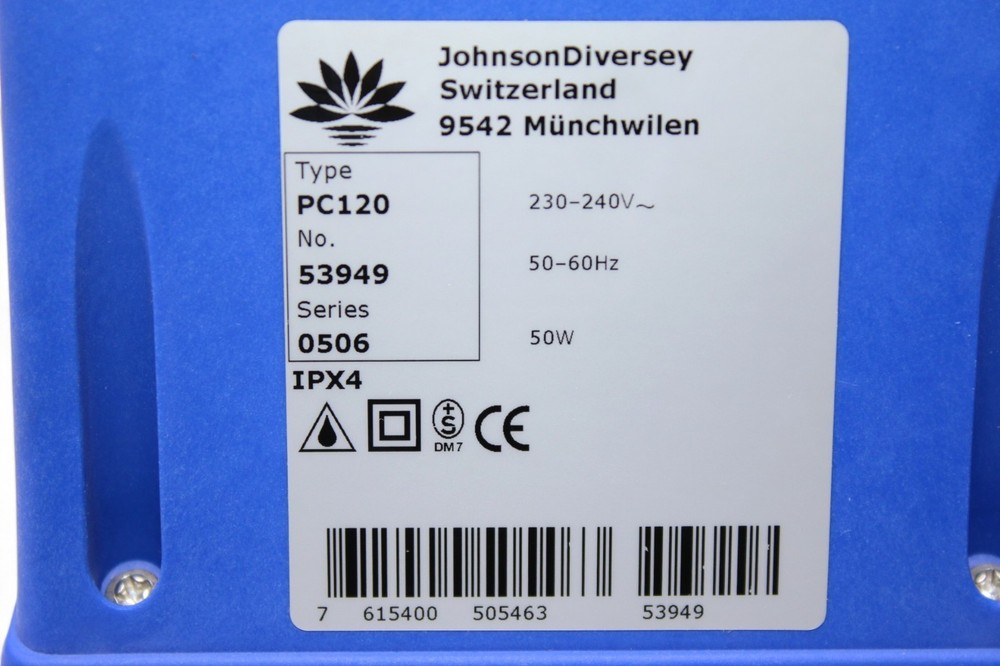 JohnsonDiversey
Switzerland
9542 Münchwilen
Type
PC120
No.
53949
Series
0506
230-240V~
50-60Hz
50W
IPX4
+
S
DM7
CE
7 615400 505463 53949